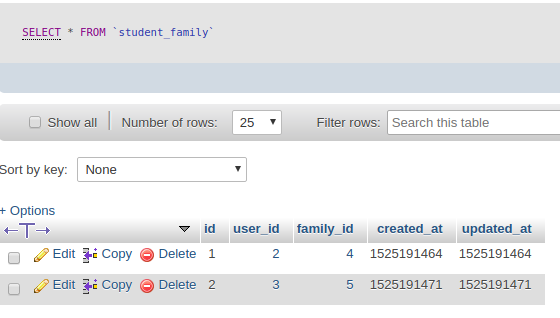 SELECT * FROM `student_family`
Show all
Number of rows:
25
Filter rows:
Search this table
Sort by key:
None
+ Options
id user_id family_id created_at updated_at
Edit Copy Delete 1 2 4 1525191464 1525191464
Edit Copy Delete 2 3 5 1525191471 1525191471